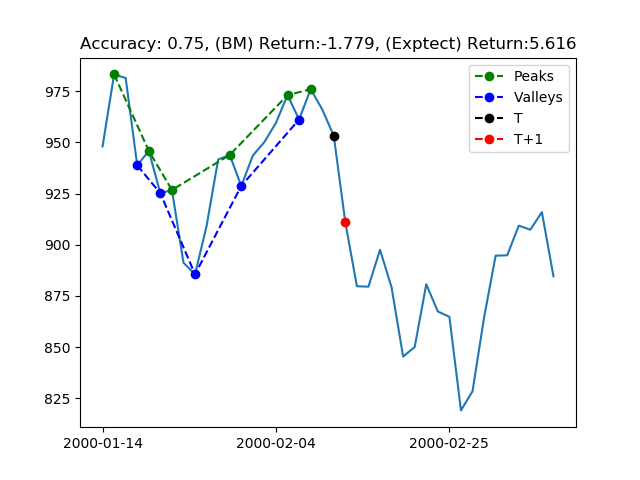 Accuracy: 0.75, (BM) Return:-1.779, (Exptect) Return:5.616
Peaks
Valleys
T
T+1
975
950
925
900
875
850
825
2000-01-14
2000-02-04
2000-02-25